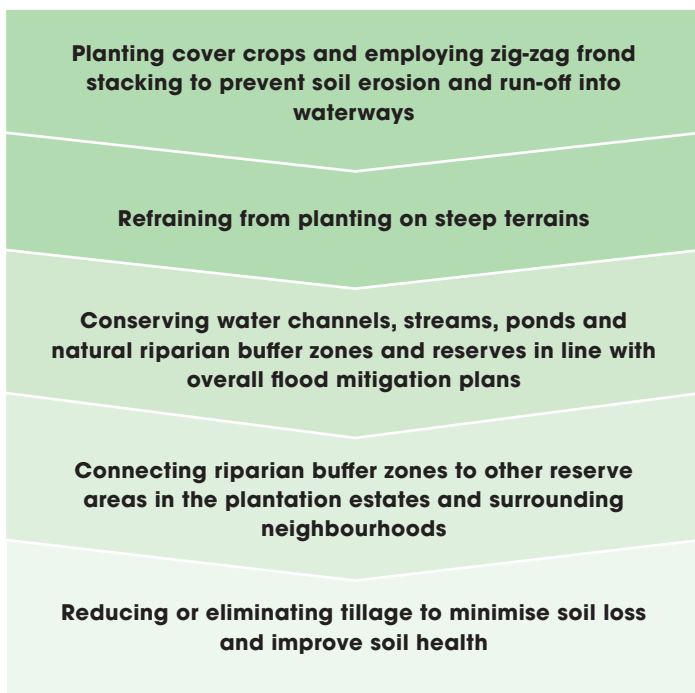 Planting cover crops and employing zig-zag frond
stacking to prevent soil erosion and run-off into
waterways
Refraining from planting on steep terrains
Conserving water channels, streams, ponds and
natural riparian buffer zones and reserves in line with
overall flood mitigation plans
Connecting riparian buffer zones to other reserve
areas in the plantation estates and surrounding
neighbourhoods
Reducing or eliminating tillage to minimise soil loss
and improve soil health